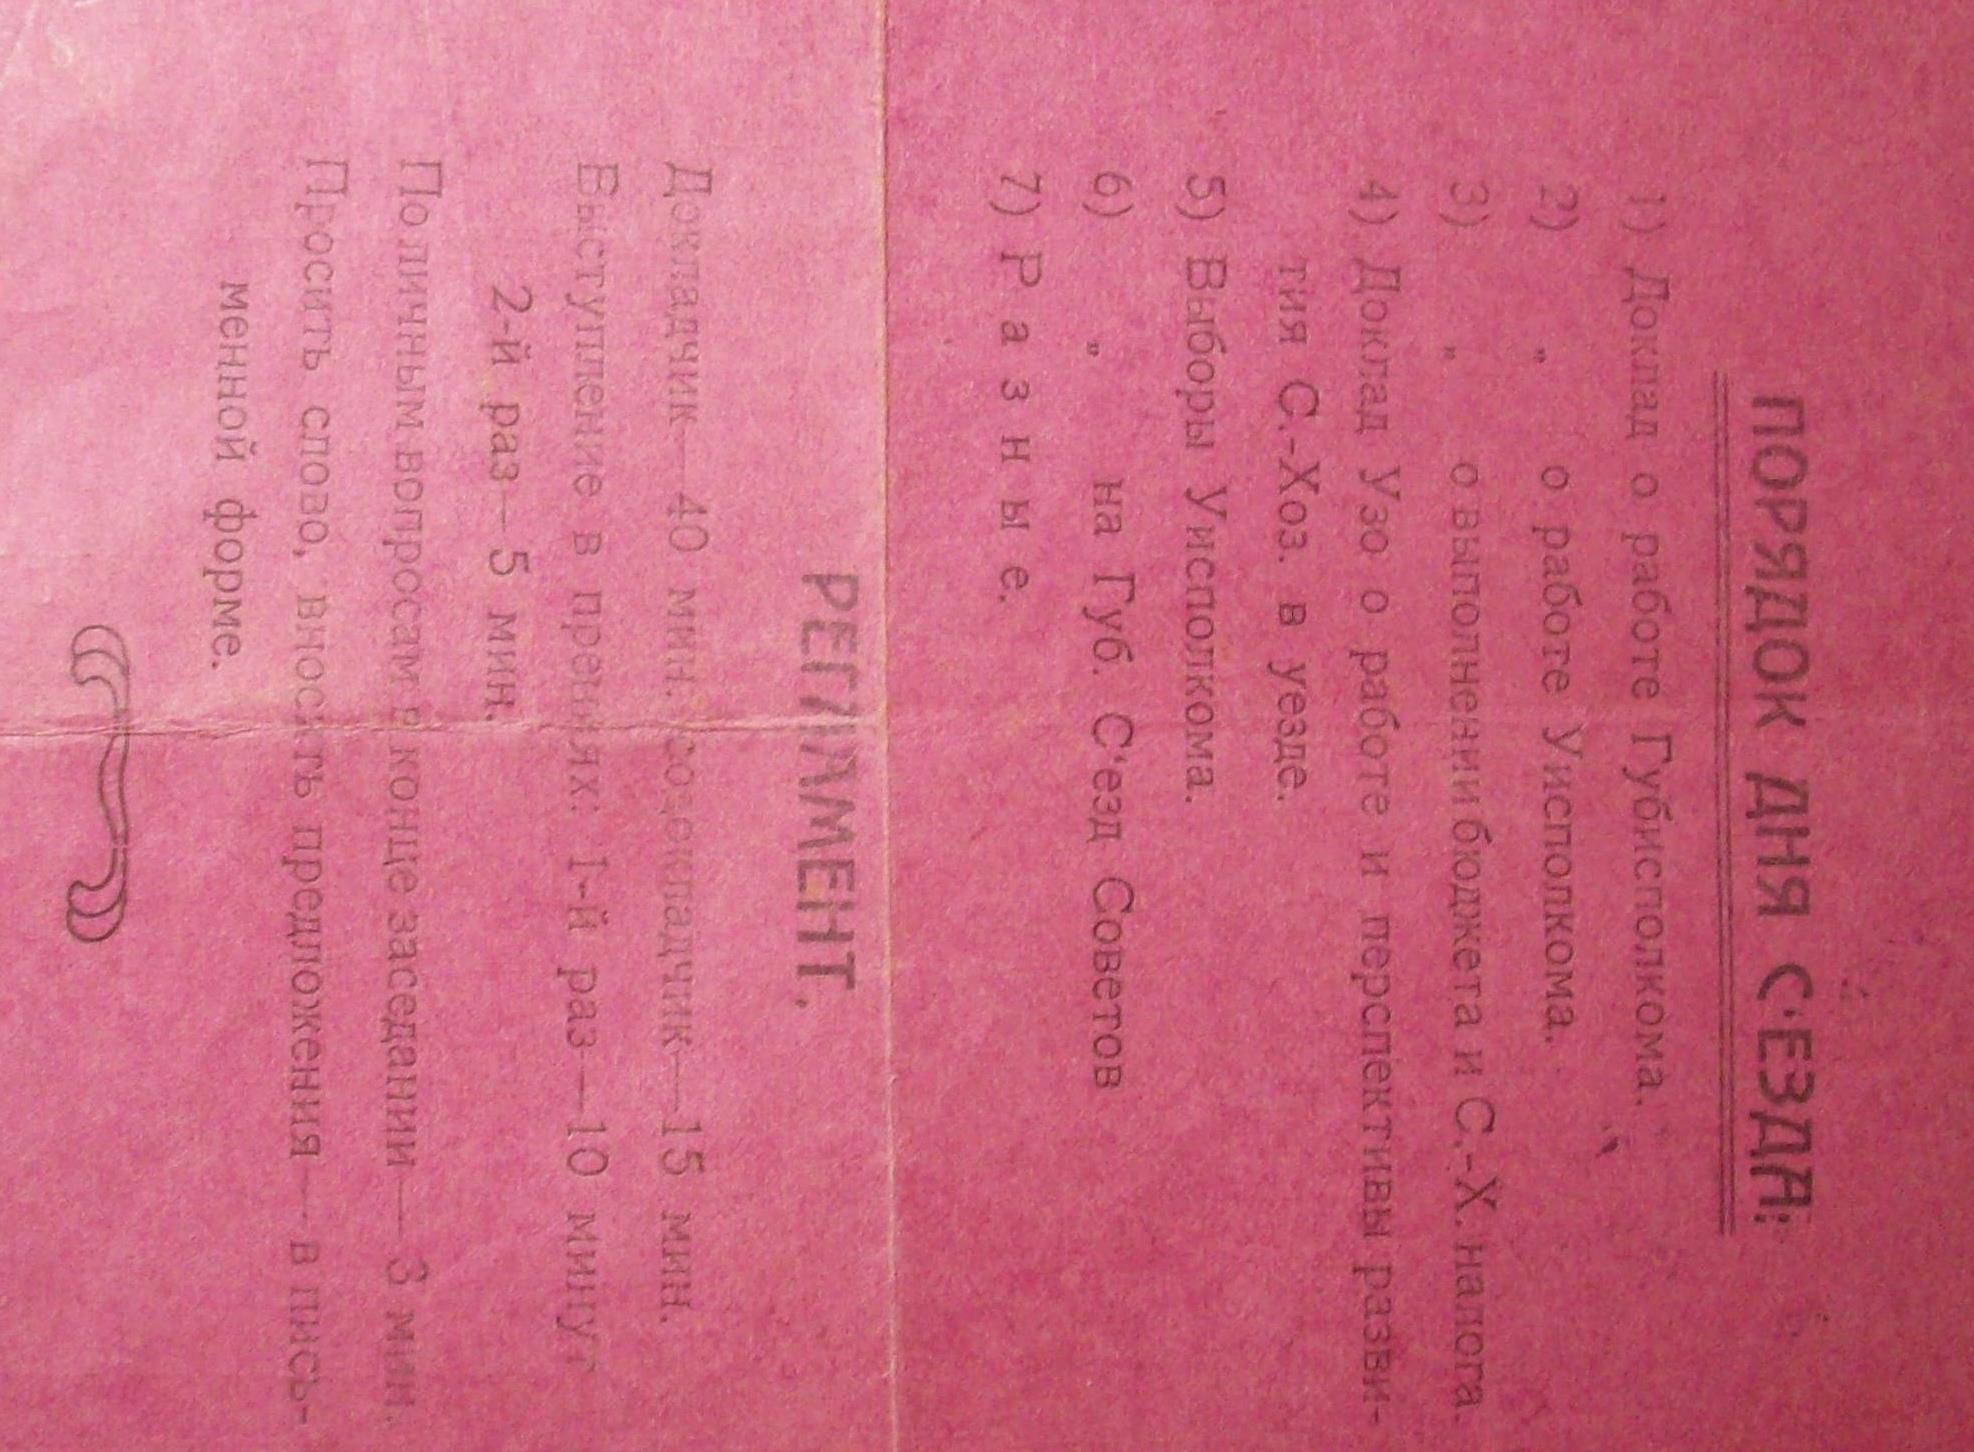 ПОРЯДОК ДНЯ С'ЕЗДА:
1) Доклад о работе Губисполкома.
2) „ о работе Уисполкома.
3) „ о выполнении бюджета и С.-Х. налога.
4) Доклад Узо о работе и перспективы разви-
тия С.-Хоз. в уезде.
5) Выборы Уисполкома.
6) „ на Губ. С'езд Советов
7) Разные.
РЕГЛАМЕНТ.
Докладчик—40 мин. содокладчик—15 мин.
Выступление в прениях: 1-й раз—10 минут
2-й раз—5 мин.
По личным вопросам в конце заседании—3 мин.
Просить слово, вносить предложения—в пись-
менной форме.